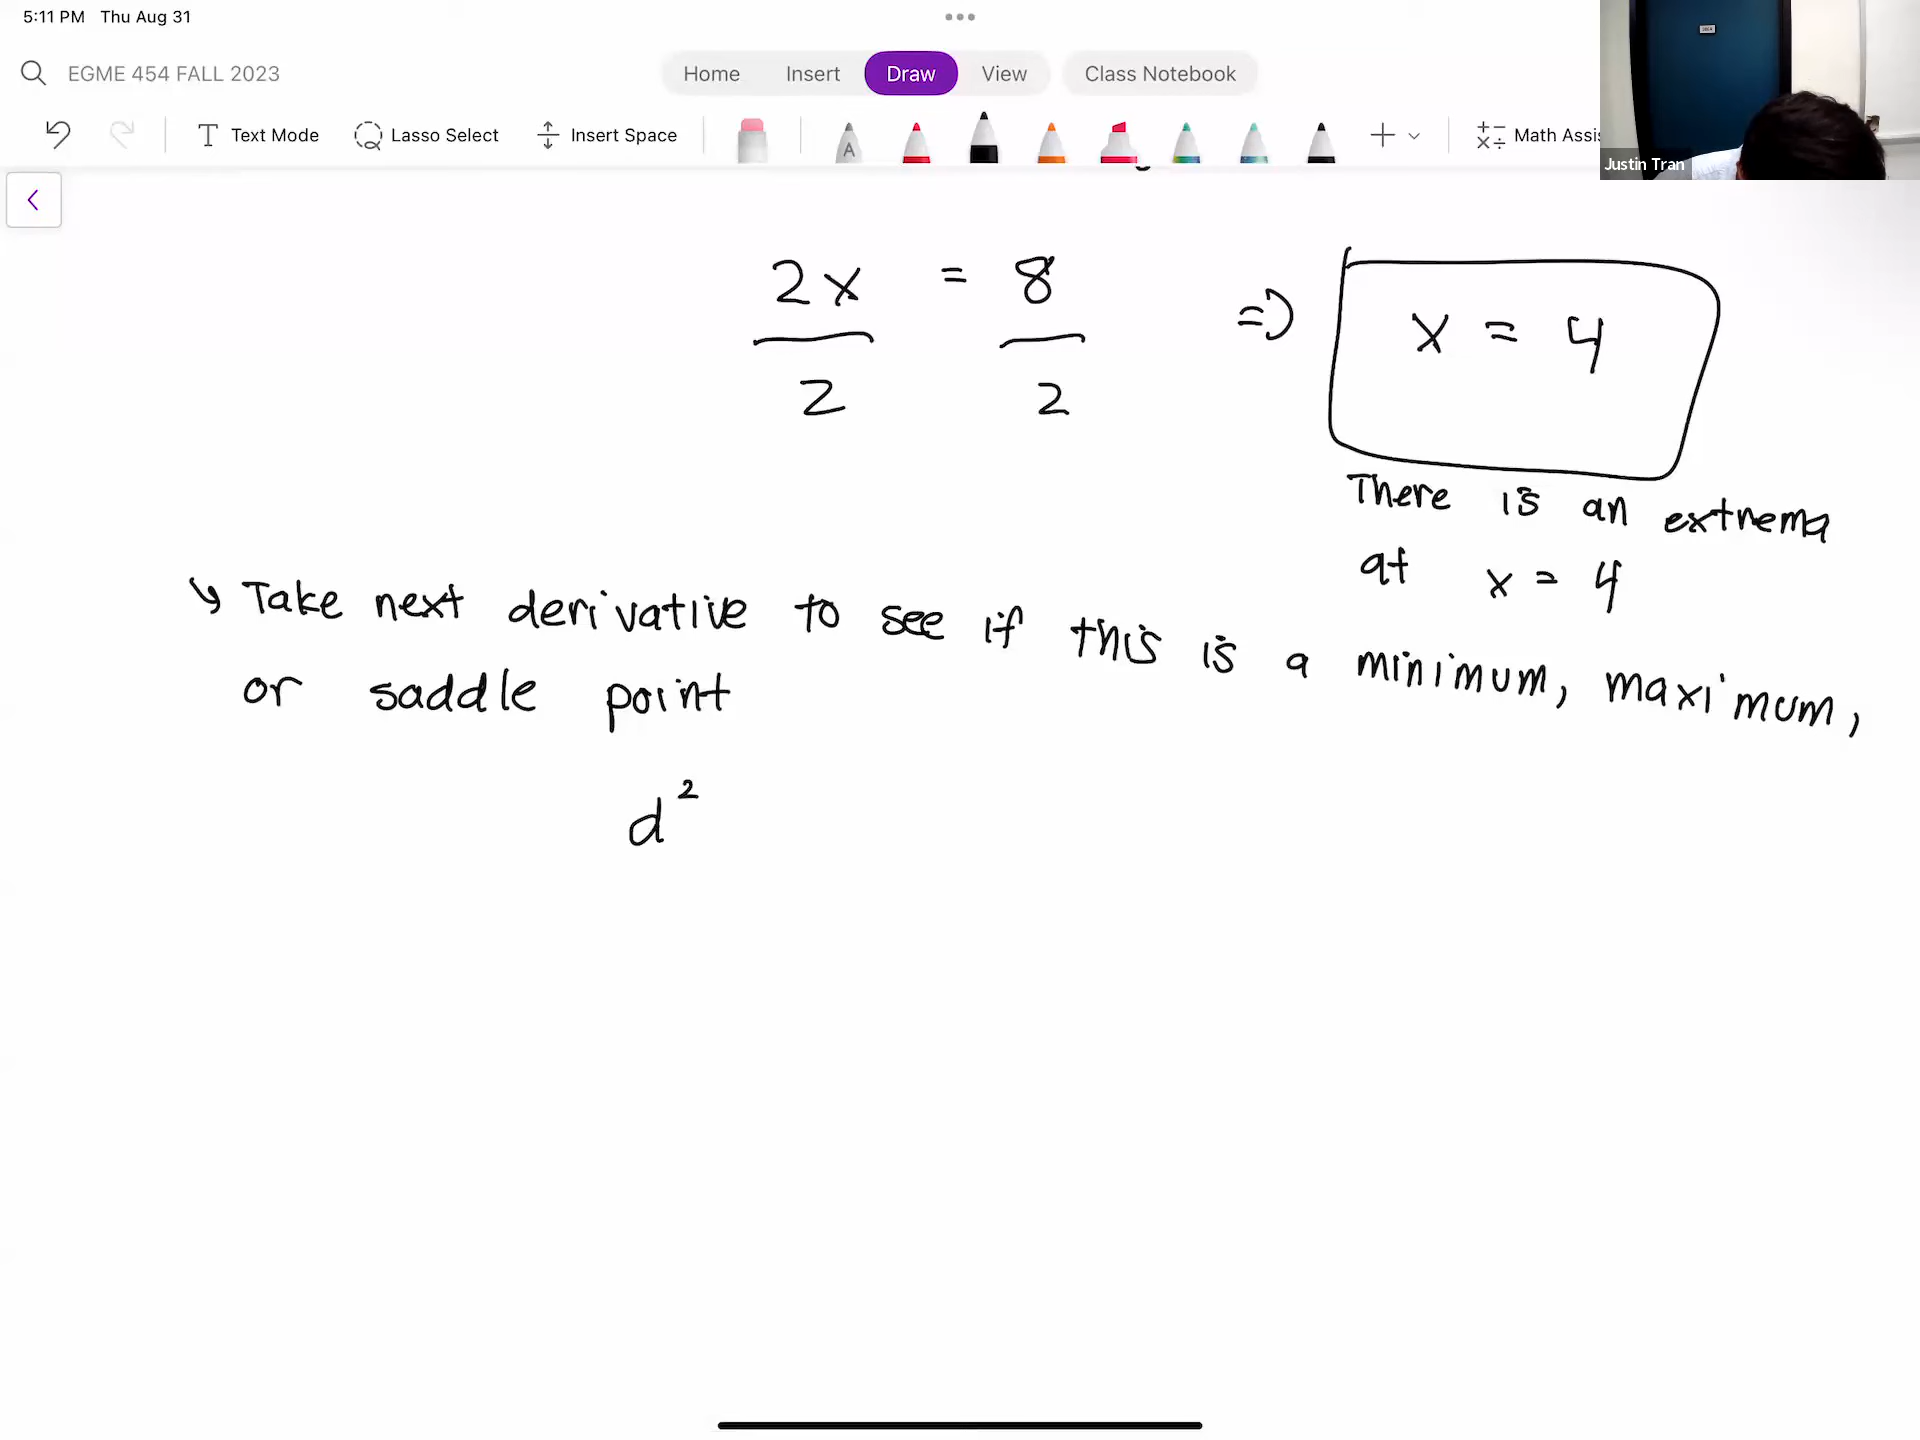 5:11 PM Thu Aug 31
EGME 454 FALL 2023
Home Insert Draw View Class Notebook
Text Mode Lasso Select Insert Space A Math Assis
Justin Tran
2x = 8 => x = 4
2 2
There is an extrema
at x = 4
↳ Take next derivative to see if this is a minimum, maximum,
or saddle point
d²